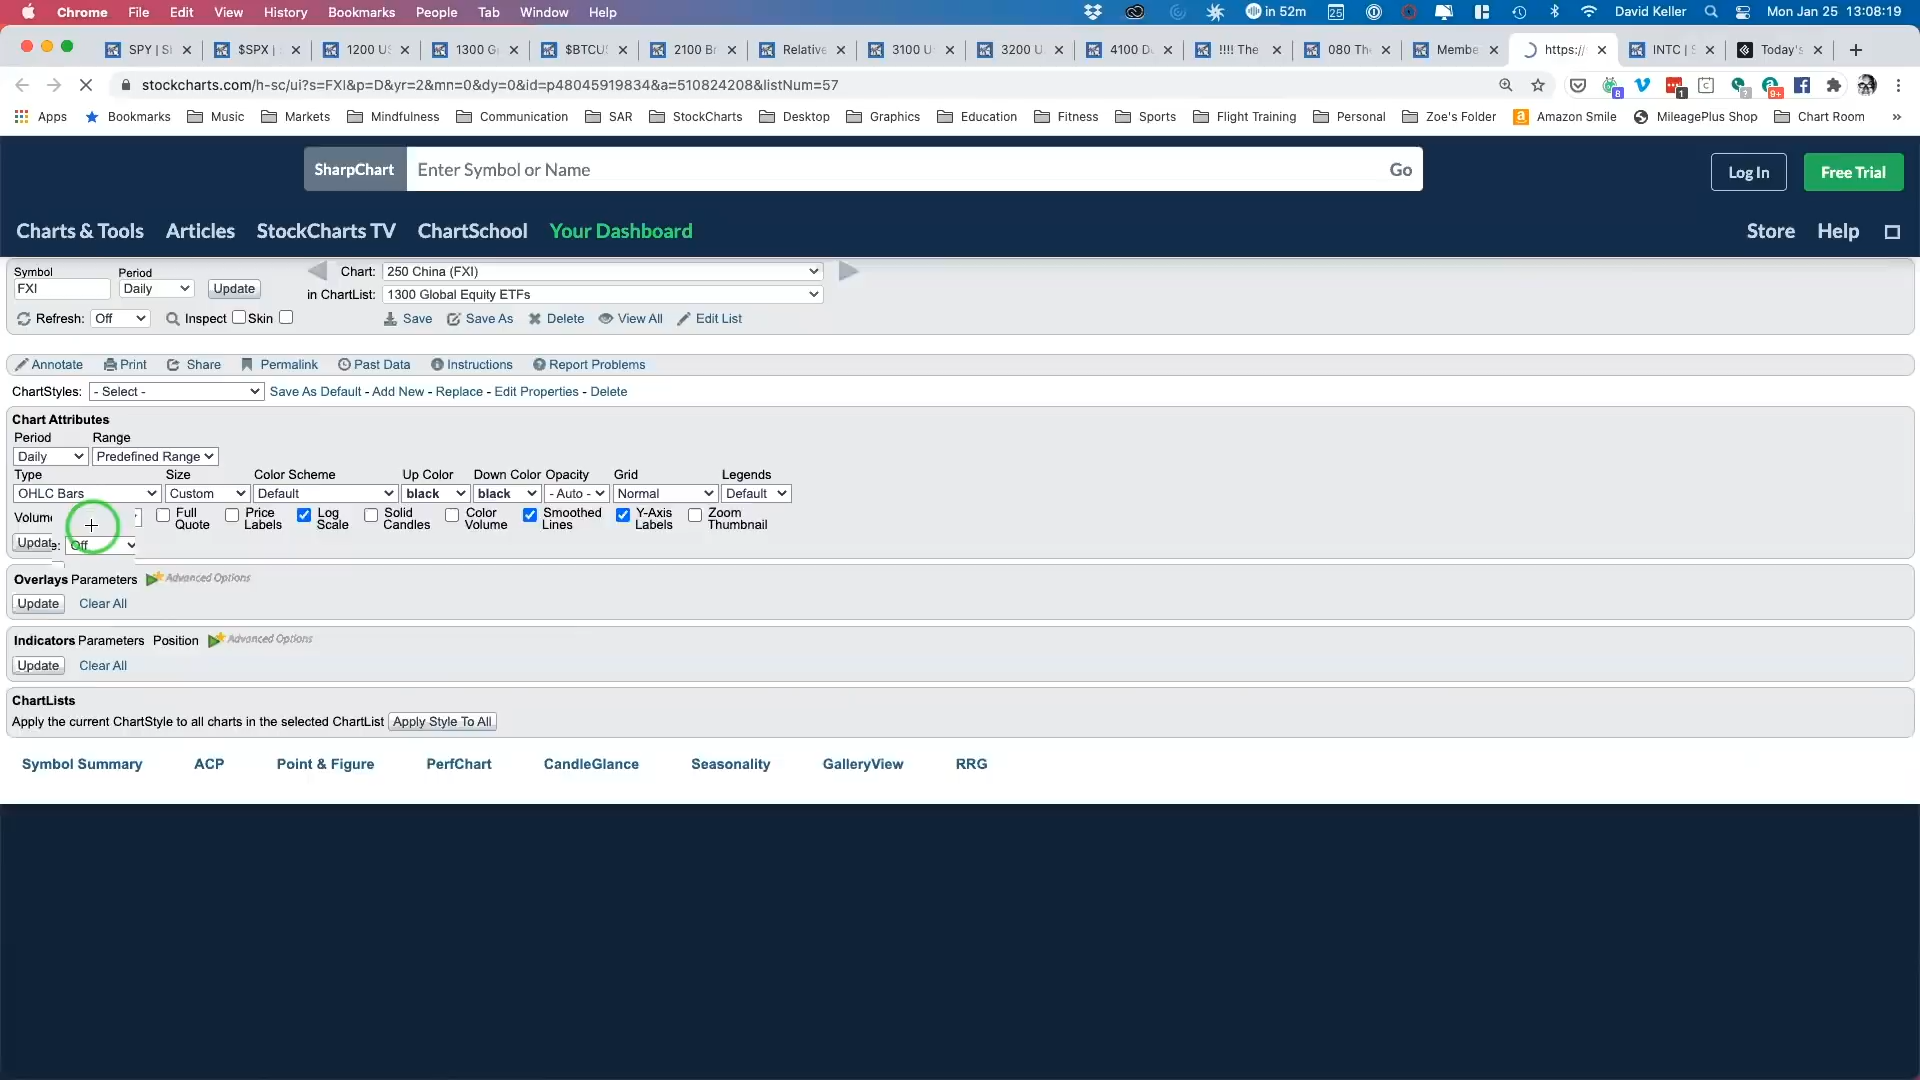 Chrome File Edit View History Bookmarks People Tab Window Help in 52m 25 David Keller Mon Jan 25 13:08:19
SPY | S $SPX | 1200 U 1300 G $BTCU 2100 B Relative 3100 U 3200 U 4100 D !!!! The 080 Th Membe https:// INTC | S Today's
stockcharts.com/h-sc/ui?s=FXI&p=D&yr=2&mn=0&dy=0&id=p48045919834&a=510824208&listNum=57
Apps Bookmarks Music Markets Mindfulness Communication SAR StockCharts Desktop Graphics Education Fitness Sports Flight Training Personal Zoe's Folder Amazon Smile MileagePlus Shop Chart Room »
SharpChart Enter Symbol or Name Go Log In Free Trial
Charts & Tools Articles StockCharts TV ChartSchool Your Dashboard Store Help
Symbol Period Chart: 250 China (FXI)
FXI Daily Update in ChartList: 1300 Global Equity ETFs
Refresh: Off Inspect Skin Save Save As Delete View All Edit List
Annotate Print Share Permalink Past Data Instructions Report Problems
ChartStyles: - Select - Save As Default - Add New - Replace - Edit Properties - Delete
Chart Attributes
Period Range
Daily Predefined Range
Type Size Color Scheme Up Color Down Color Opacity Grid Legends
OHLC Bars Custom Default black black - Auto - Normal Default
Volume Full Quote Price Labels Log Scale Solid Candles Color Volume Smoothed Lines Y-Axis Labels Zoom Thumbnail
Updat e: Off
Overlays Parameters Advanced Options
Update Clear All
Indicators Parameters Position Advanced Options
Update Clear All
ChartLists
Apply the current ChartStyle to all charts in the selected ChartList Apply Style To All
Symbol Summary ACP Point & Figure PerfChart CandleGlance Seasonality GalleryView RRG